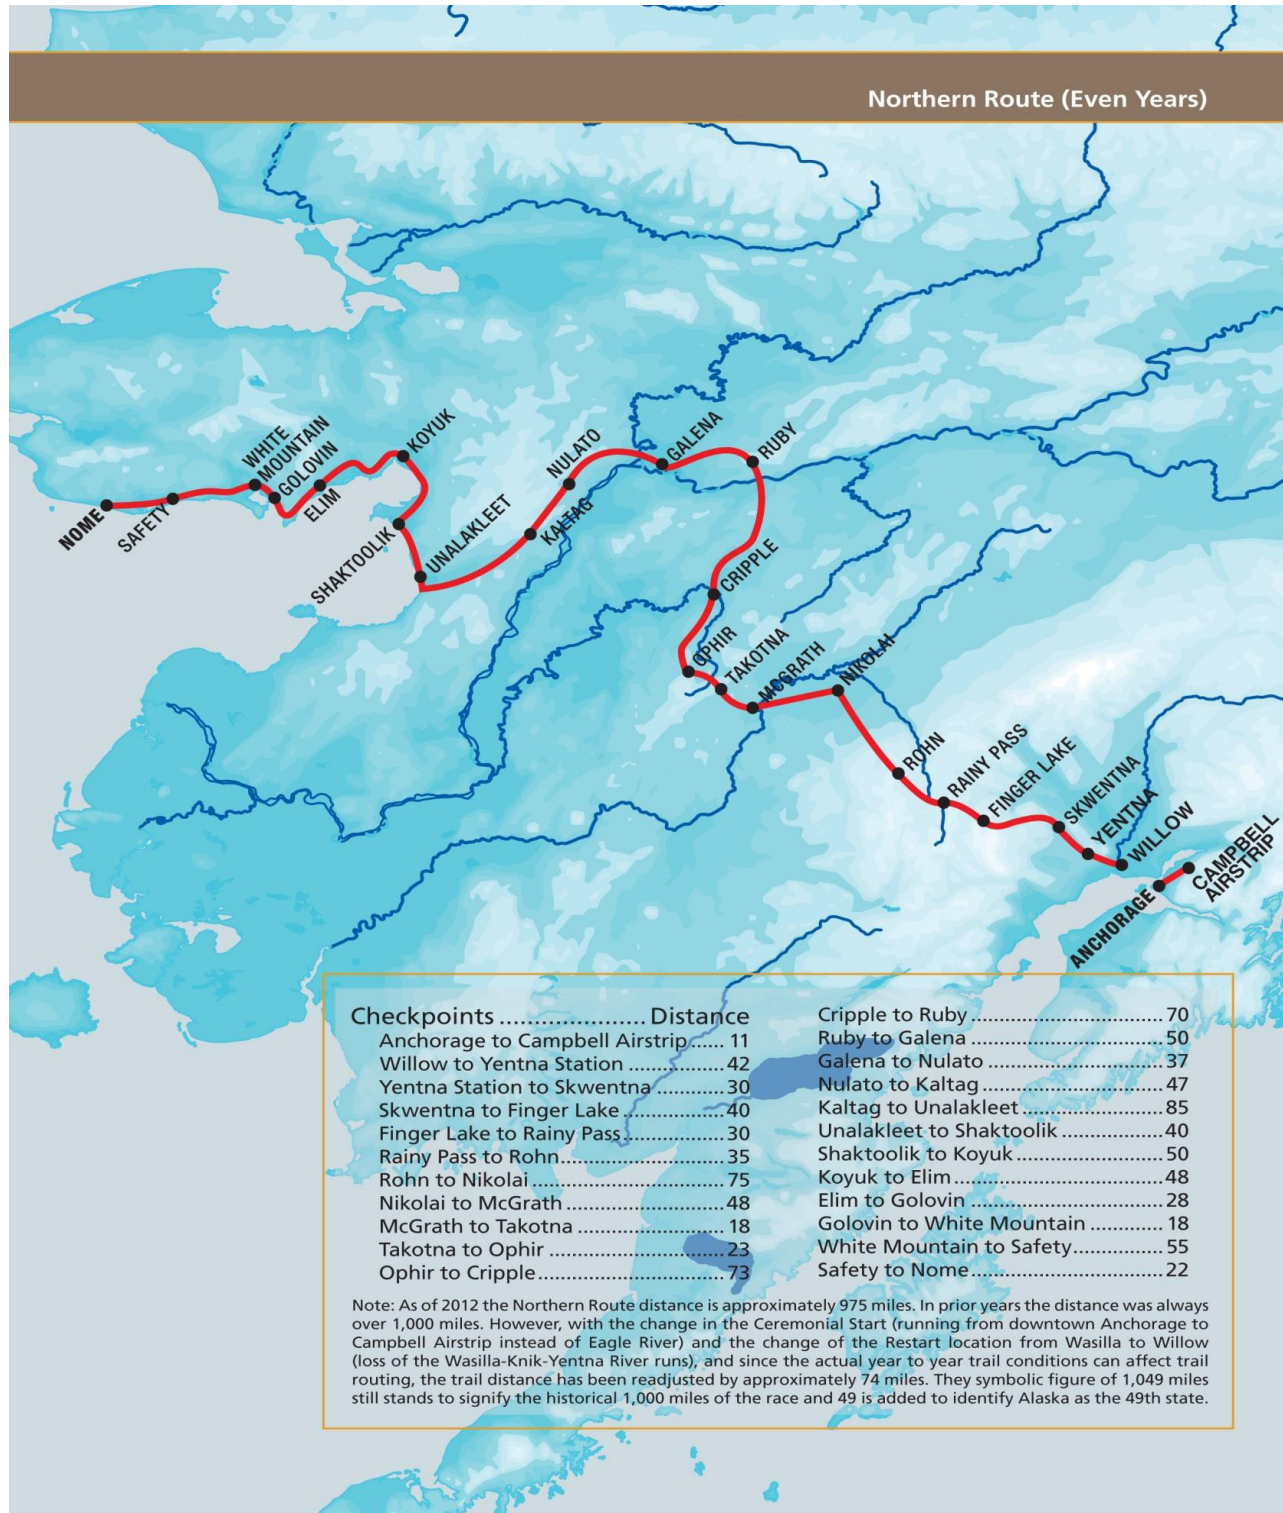 Northern Route (Even Years)
KOYUK
WHITE
MOUNTAIN
GOLOVIN
ELIM
NOME
SAFETY
SHAKTOOLIK
UNALAKLEET
NULATO
KALTAG
GALENA
RUBY
CRIPPLE
OPHIR
TAKOTNA
MCGRATH
NIKOLAI
ROHN
RAINY PASS
FINGER LAKE
SKWENTNA
YENTNA
WILLOW
CAMPBELL
AIRSTRIP
ANCHORAGE
Checkpoints ..................... Distance
Anchorage to Campbell Airstrip...... 11
Willow to Yentna Station ................. 42
Yentna Station to Skwentna ............ 30
Skwentna to Finger Lake.................. 40
Finger Lake to Rainy Pass.................. 30
Rainy Pass to Rohn............................. 35
Rohn to Nikolai .................................. 75
Nikolai to McGrath ............................ 48
McGrath to Takotna .......................... 18
Takotna to Ophir ............................... 23
Ophir to Cripple................................. 73
Cripple to Ruby .................................. 70
Ruby to Galena .................................. 50
Galena to Nulato ............................... 37
Nulato to Kaltag ................................ 47
Kaltag to Unalakleet ......................... 85
Unalakleet to Shaktoolik .................. 40
Shaktoolik to Koyuk .......................... 50
Koyuk to Elim ..................................... 48
Elim to Golovin .................................. 28
Golovin to White Mountain ............. 18
White Mountain to Safety................ 55
Safety to Nome................................... 22
Note: As of 2012 the Northern Route distance is approximately 975 miles. In prior years the distance was always
over 1,000 miles. However, with the change in the Ceremonial Start (running from downtown Anchorage to
Campbell Airstrip instead of Eagle River) and the change of the Restart location from Wasilla to Willow
(loss of the Wasilla-Knik-Yentna River runs), and since the actual year to year trail conditions can affect trail
routing, the trail distance has been readjusted by approximately 74 miles. They symbolic figure of 1,049 miles
still stands to signify the historical 1,000 miles of the race and 49 is added to identify Alaska as the 49th state.